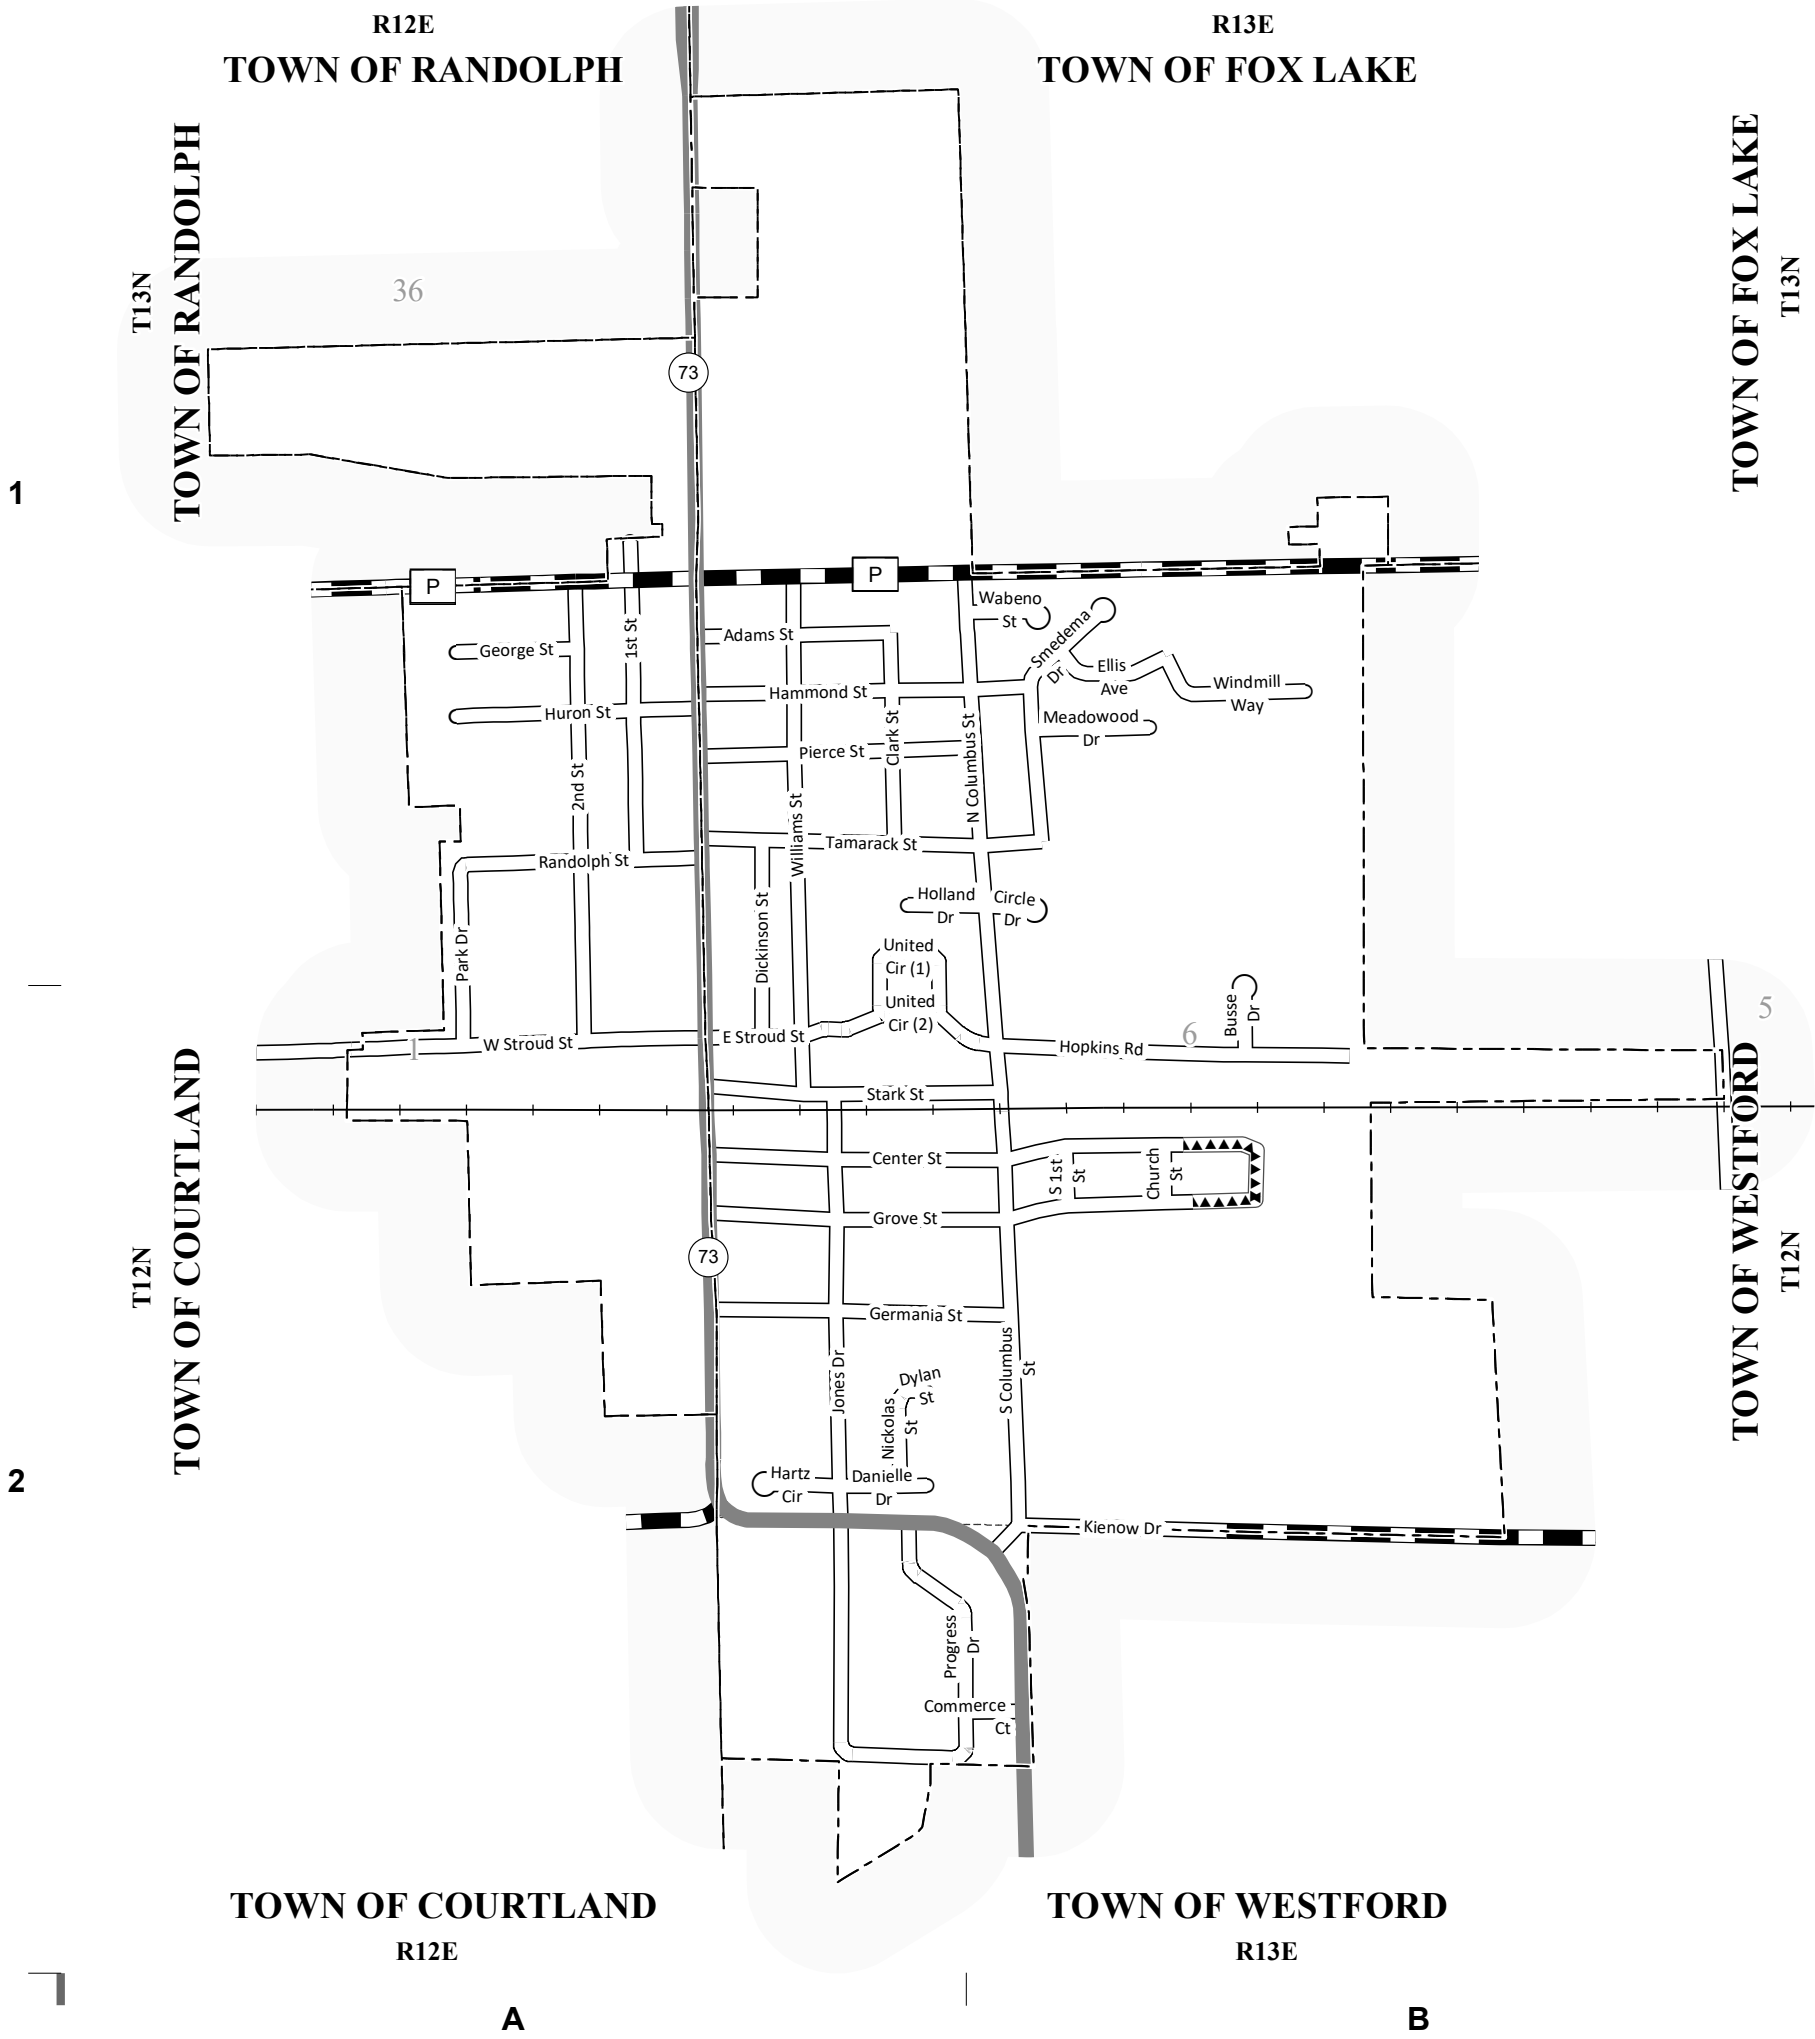 R12E
R13E
TOWN OF RANDOLPH
TOWN OF FOX LAKE
TOWN OF RANDOLPH
T13N
TOWN OF FOX LAKE
T13N
36
73
1
P
P
Wabeno
St
Smedema
Dr
Adams St
1st St
George St
Ellis
Ave
Hammond St
Windmill
Way
Huron St
Clark St
N Columbus St
Meadowood
Dr
Pierce St
2nd St
Williams St
Tamarack St
Randolph St
Holland
Dr
Circle
Dr
Dickinson St
Park Dr
United
Cir (1)
United
Cir (2)
Busse
Dr
5
6
1
W Stroud St
E Stroud St
Hopkins Rd
Stark St
TOWN OF COURTLAND
T12N
TOWN OF WESTFORD
T12N
Center St
S 1st
St
Church
St
Grove St
73
Germania St
Jones Dr
S Columbus
St
Dylan
St
Nickolas
St
Hartz
Cir
Danielle
Dr
2
Kienow Dr
Progress
Dr
Commerce
Ct
TOWN OF COURTLAND
TOWN OF WESTFORD
R12E
R13E
A
B